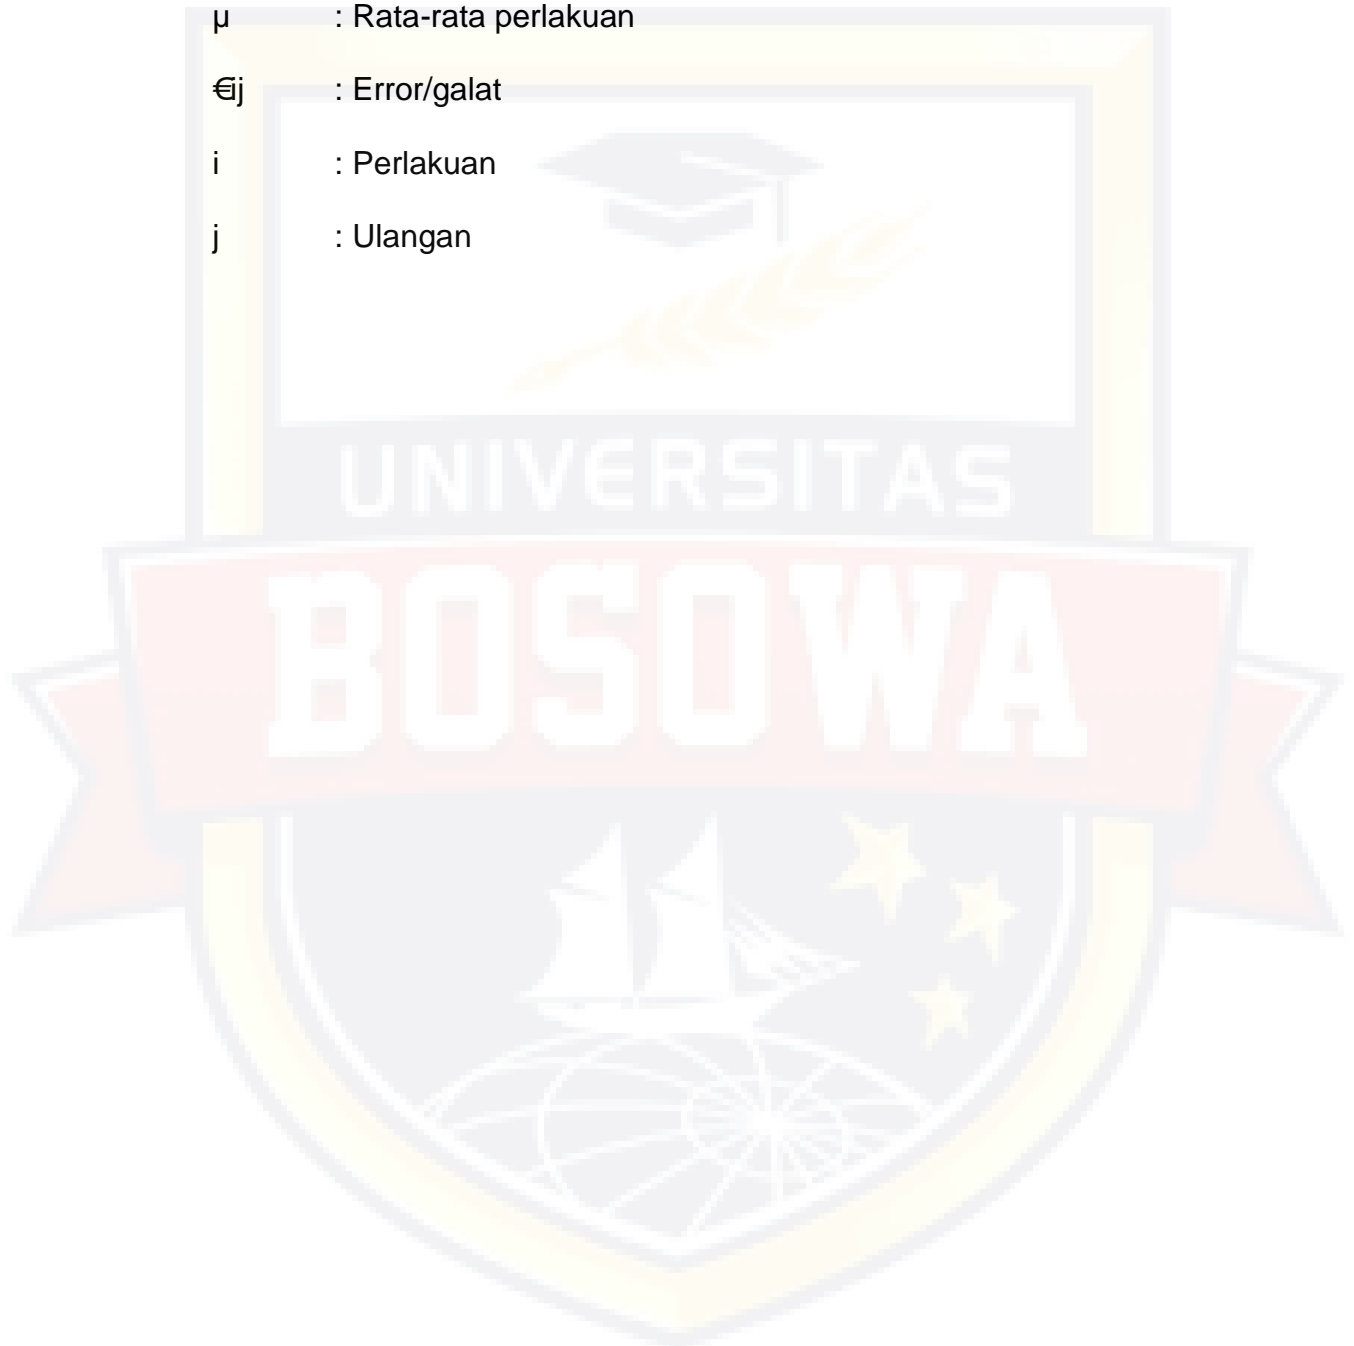 µ : Rata-rata perlakuan
€ij : Error/galat
i : Perlakuan
j : Ulangan
UNIVERSITAS
BOSOWA